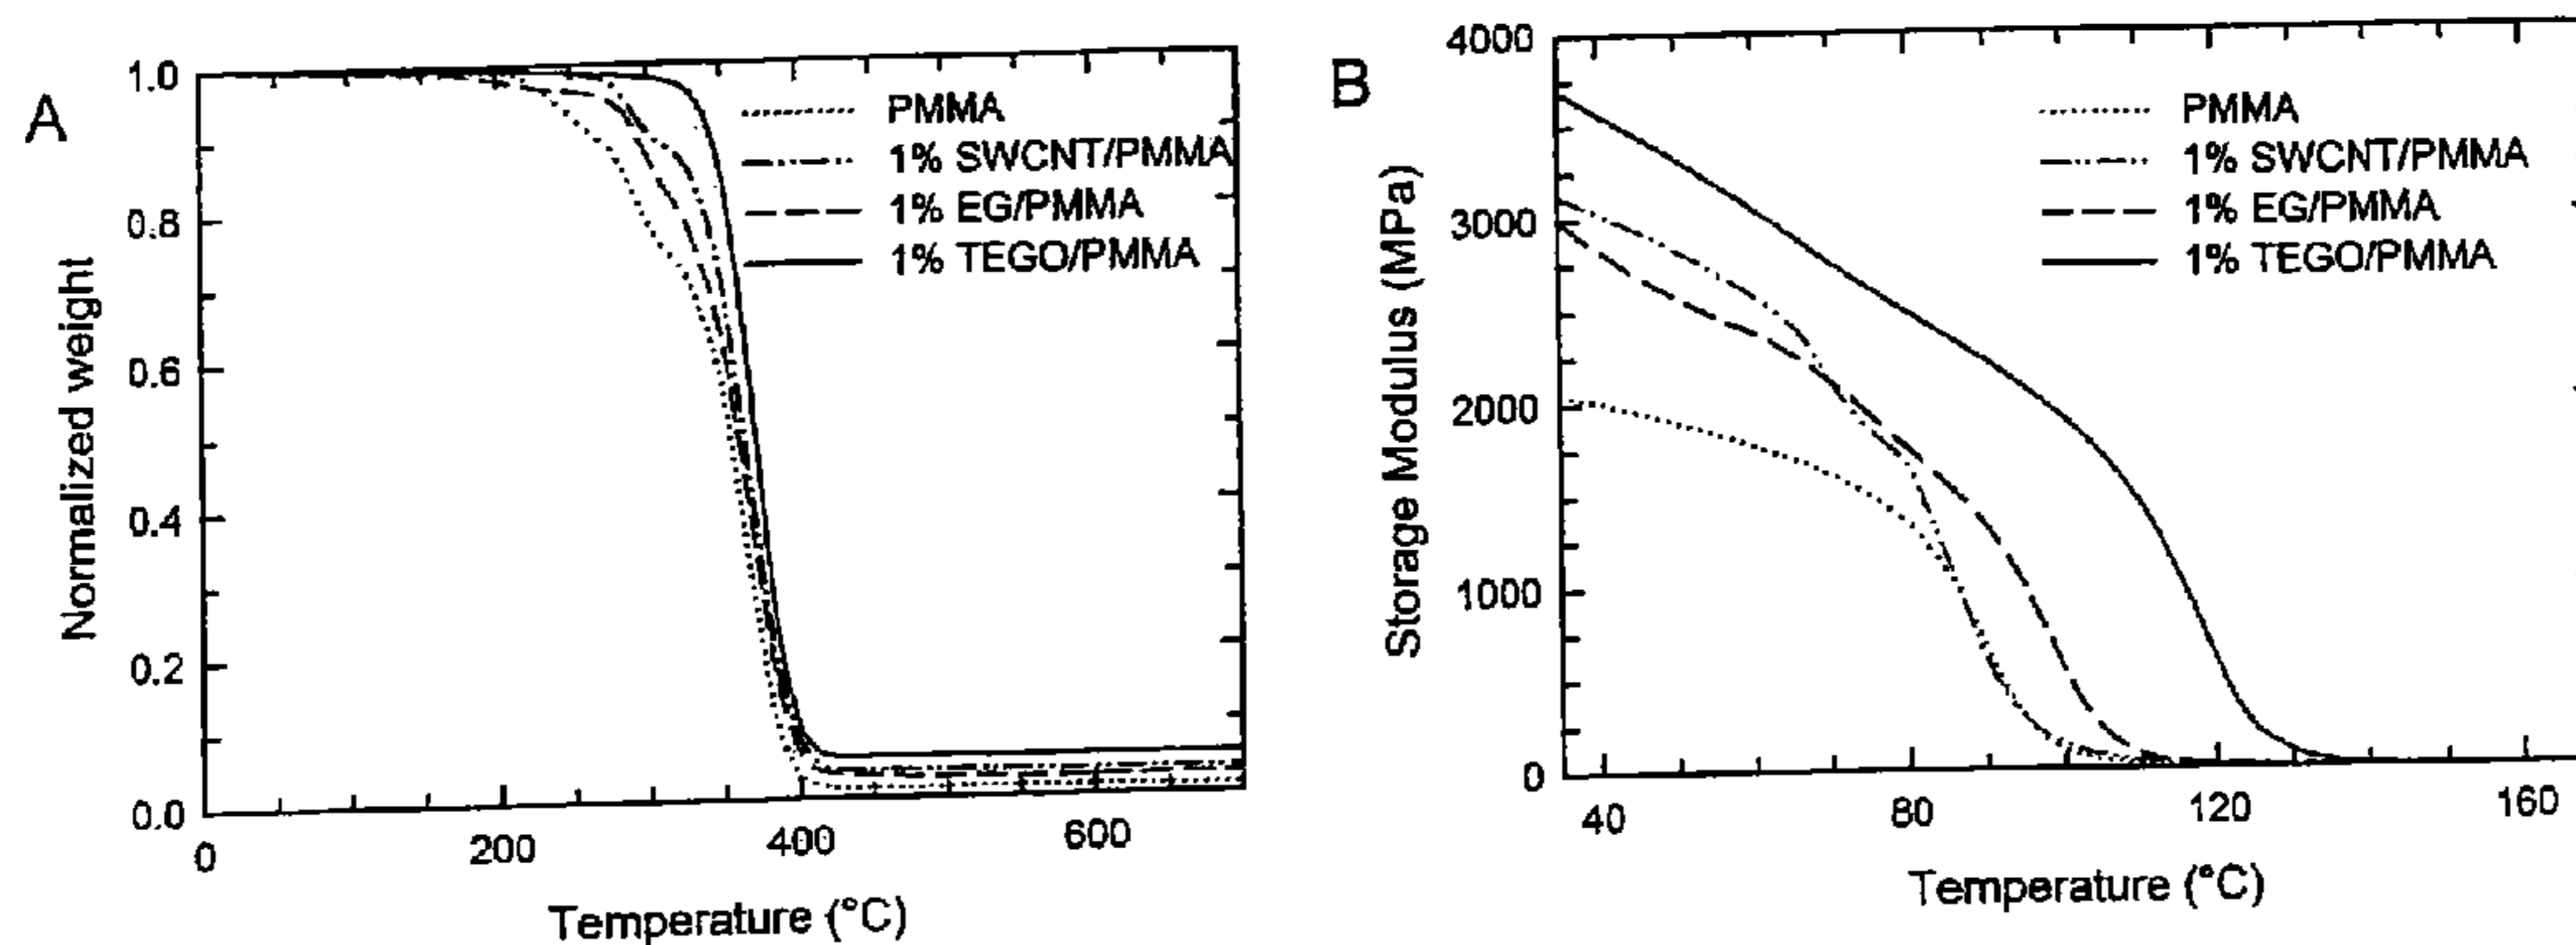 A
Normalized weight
1.0
0.8
0.6
0.4
0.2
0.0
0
200
400
600
Temperature (°C)
PMMA
1% SWCNT/PMMA
1% EG/PMMA
1% TEGO/PMMA
B
Storage Modulus (MPa)
4000
3000
2000
1000
0
40
80
120
160
Temperature (°C)
PMMA
1% SWCNT/PMMA
1% EG/PMMA
1% TEGO/PMMA